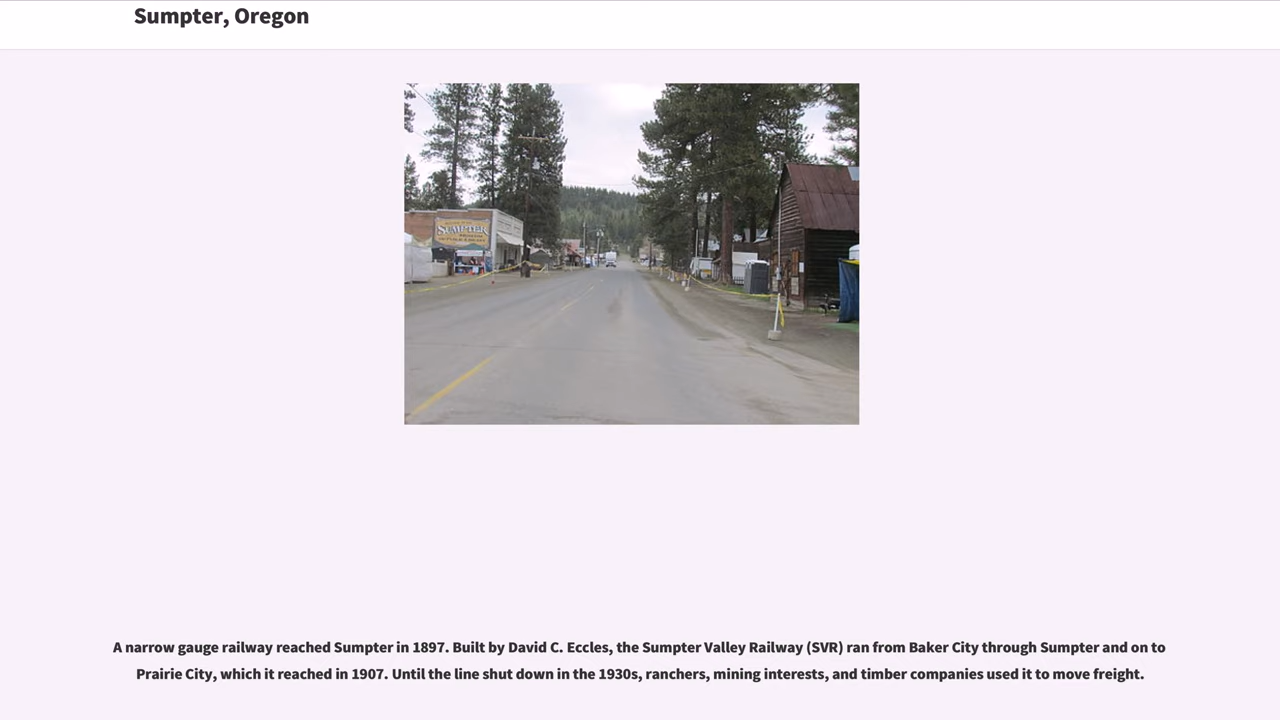 Sumpter, Oregon
SUMPTER
A narrow gauge railway reached Sumpter in 1897. Built by David C. Eccles, the Sumpter Valley Railway (SVR) ran from Baker City through Sumpter and on to
Prairie City, which it reached in 1907. Until the line shut down in the 1930s, ranchers, mining interests, and timber companies used it to move freight.